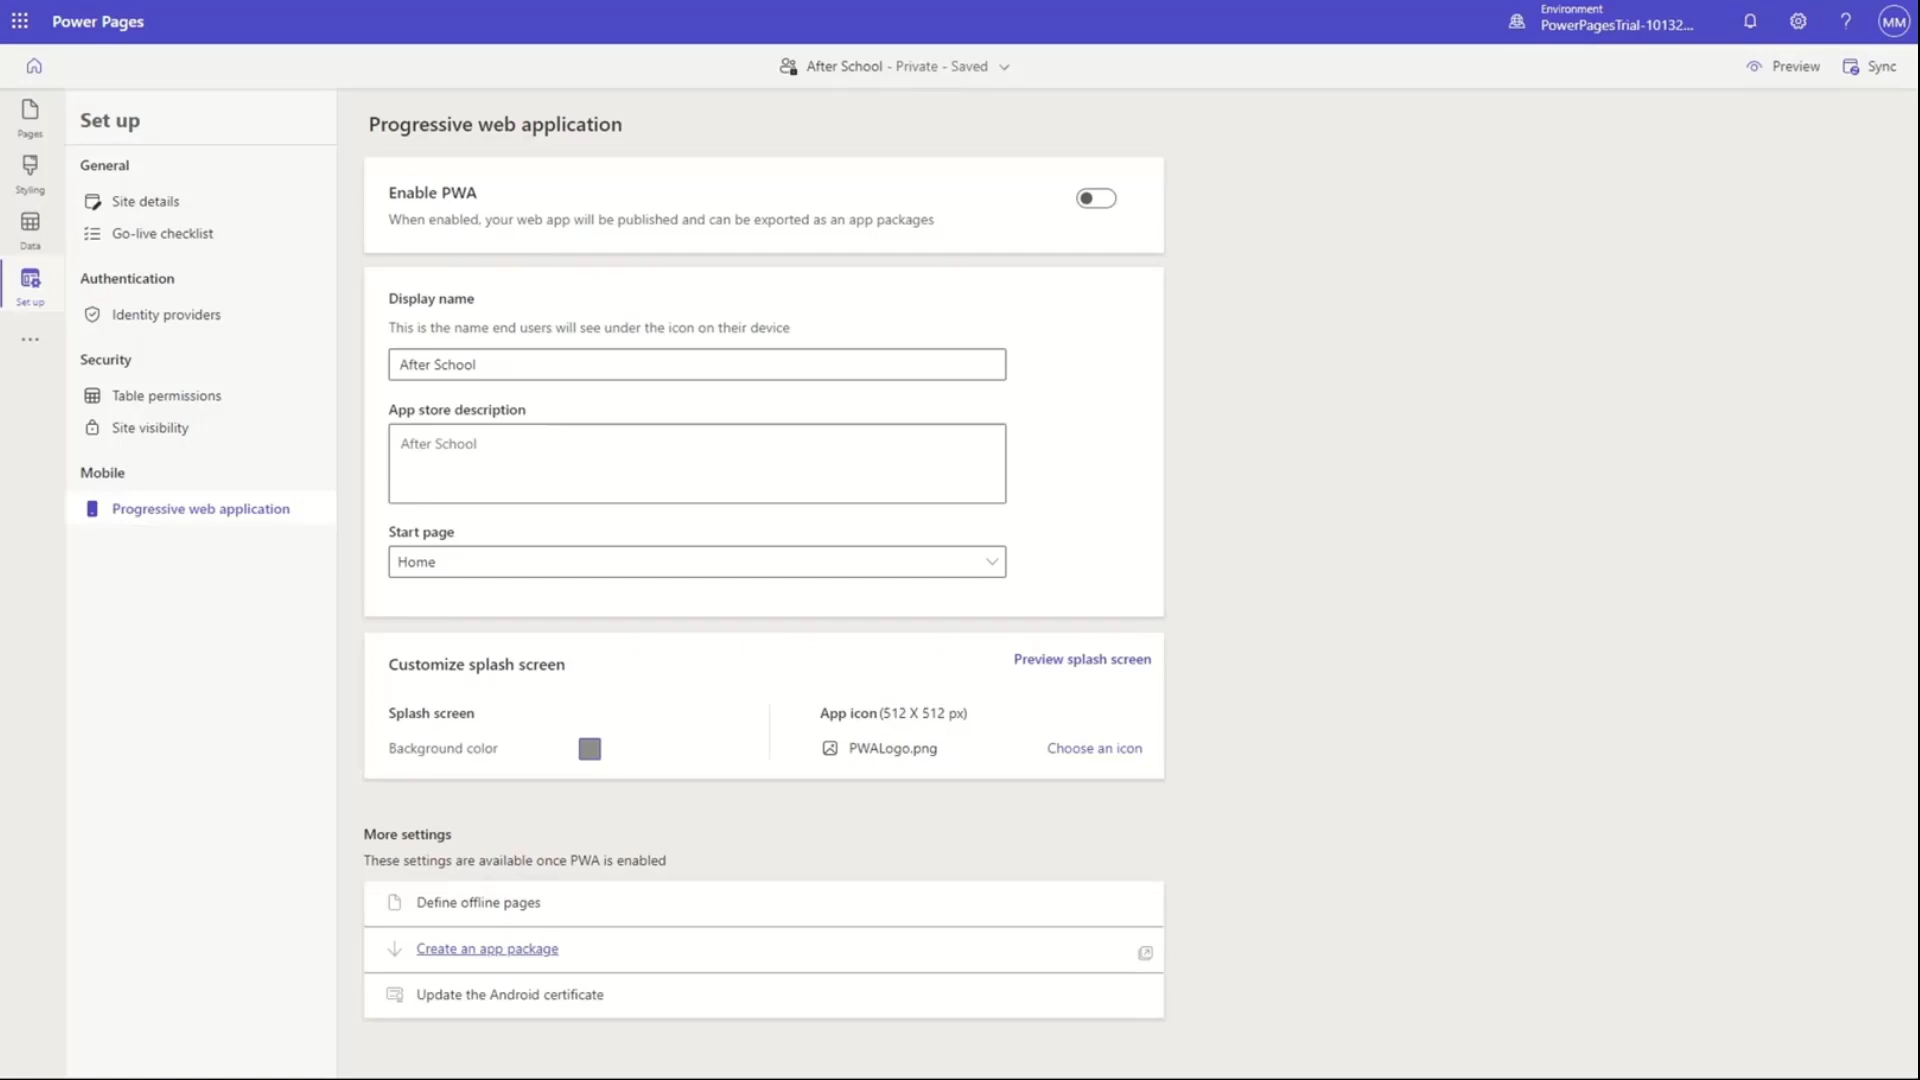 Power Pages
Environment
PowerPagesTrial-10132...
?
MM
After School - Private - Saved
Preview
Sync
Pages
Styling
Data
Set up
Set up
General
Site details
Go-live checklist
Authentication
Identity providers
Security
Table permissions
Site visibility
Mobile
Progressive web application
Progressive web application
Enable PWA
When enabled, your web app will be published and can be exported as an app packages
Display name
This is the name end users will see under the icon on their device
After School
App store description
After School
Start page
Home
Customize splash screen
Preview splash screen
Splash screen
Background color
App icon (512 X 512 px)
PWALogo.png
Choose an icon
More settings
These settings are available once PWA is enabled
Define offline pages
Create an app package
Update the Android certificate